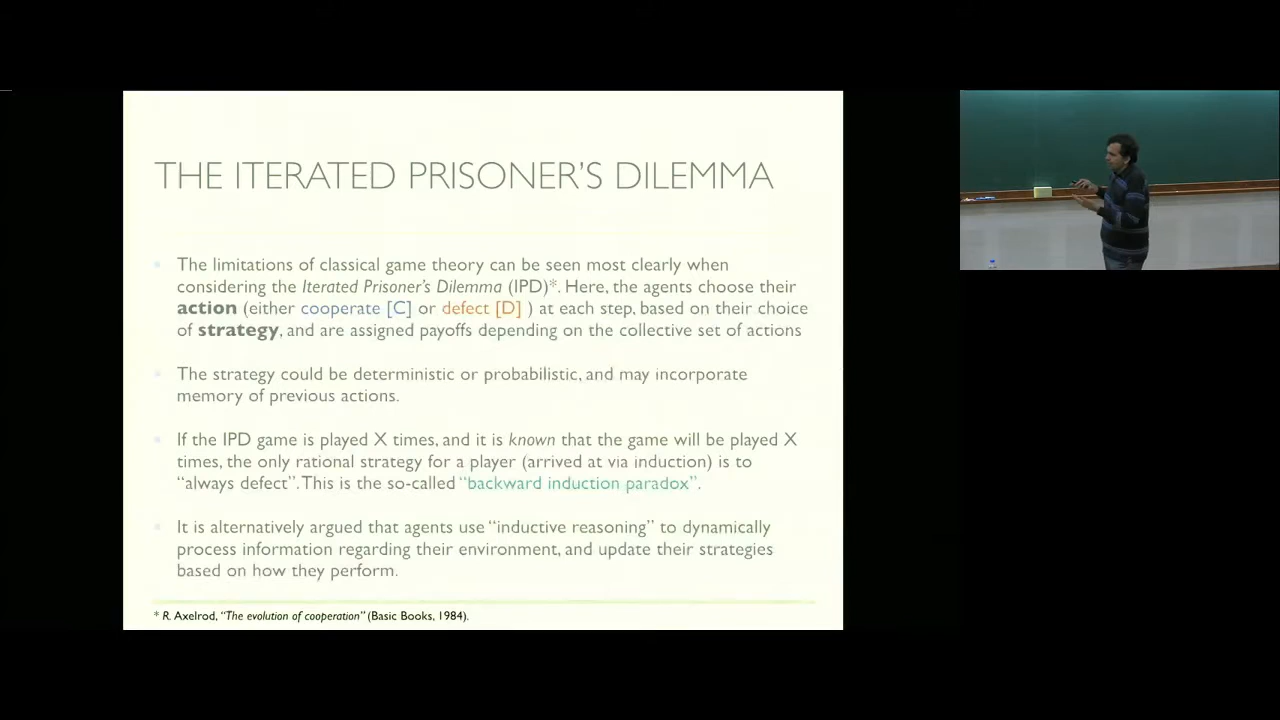 THE ITERATED PRISONER'S DILEMMA
The limitations of classical game theory can be seen most clearly when
considering the Iterated Prisoner's Dilemma (IPD)*. Here, the agents choose their
action (either cooperate [C] or defect [D] ) at each step, based on their choice
of strategy, and are assigned payoffs depending on the collective set of actions
The strategy could be deterministic or probabilistic, and may incorporate
memory of previous actions.
If the IPD game is played X times, and it is known that the game will be played X
times, the only rational strategy for a player (arrived at via induction) is to
“always defect”. This is the so-called “backward induction paradox”.
It is alternatively argued that agents use “inductive reasoning” to dynamically
process information regarding their environment, and update their strategies
based on how they perform.
* R. Axelrod, “The evolution of cooperation” (Basic Books, 1984).